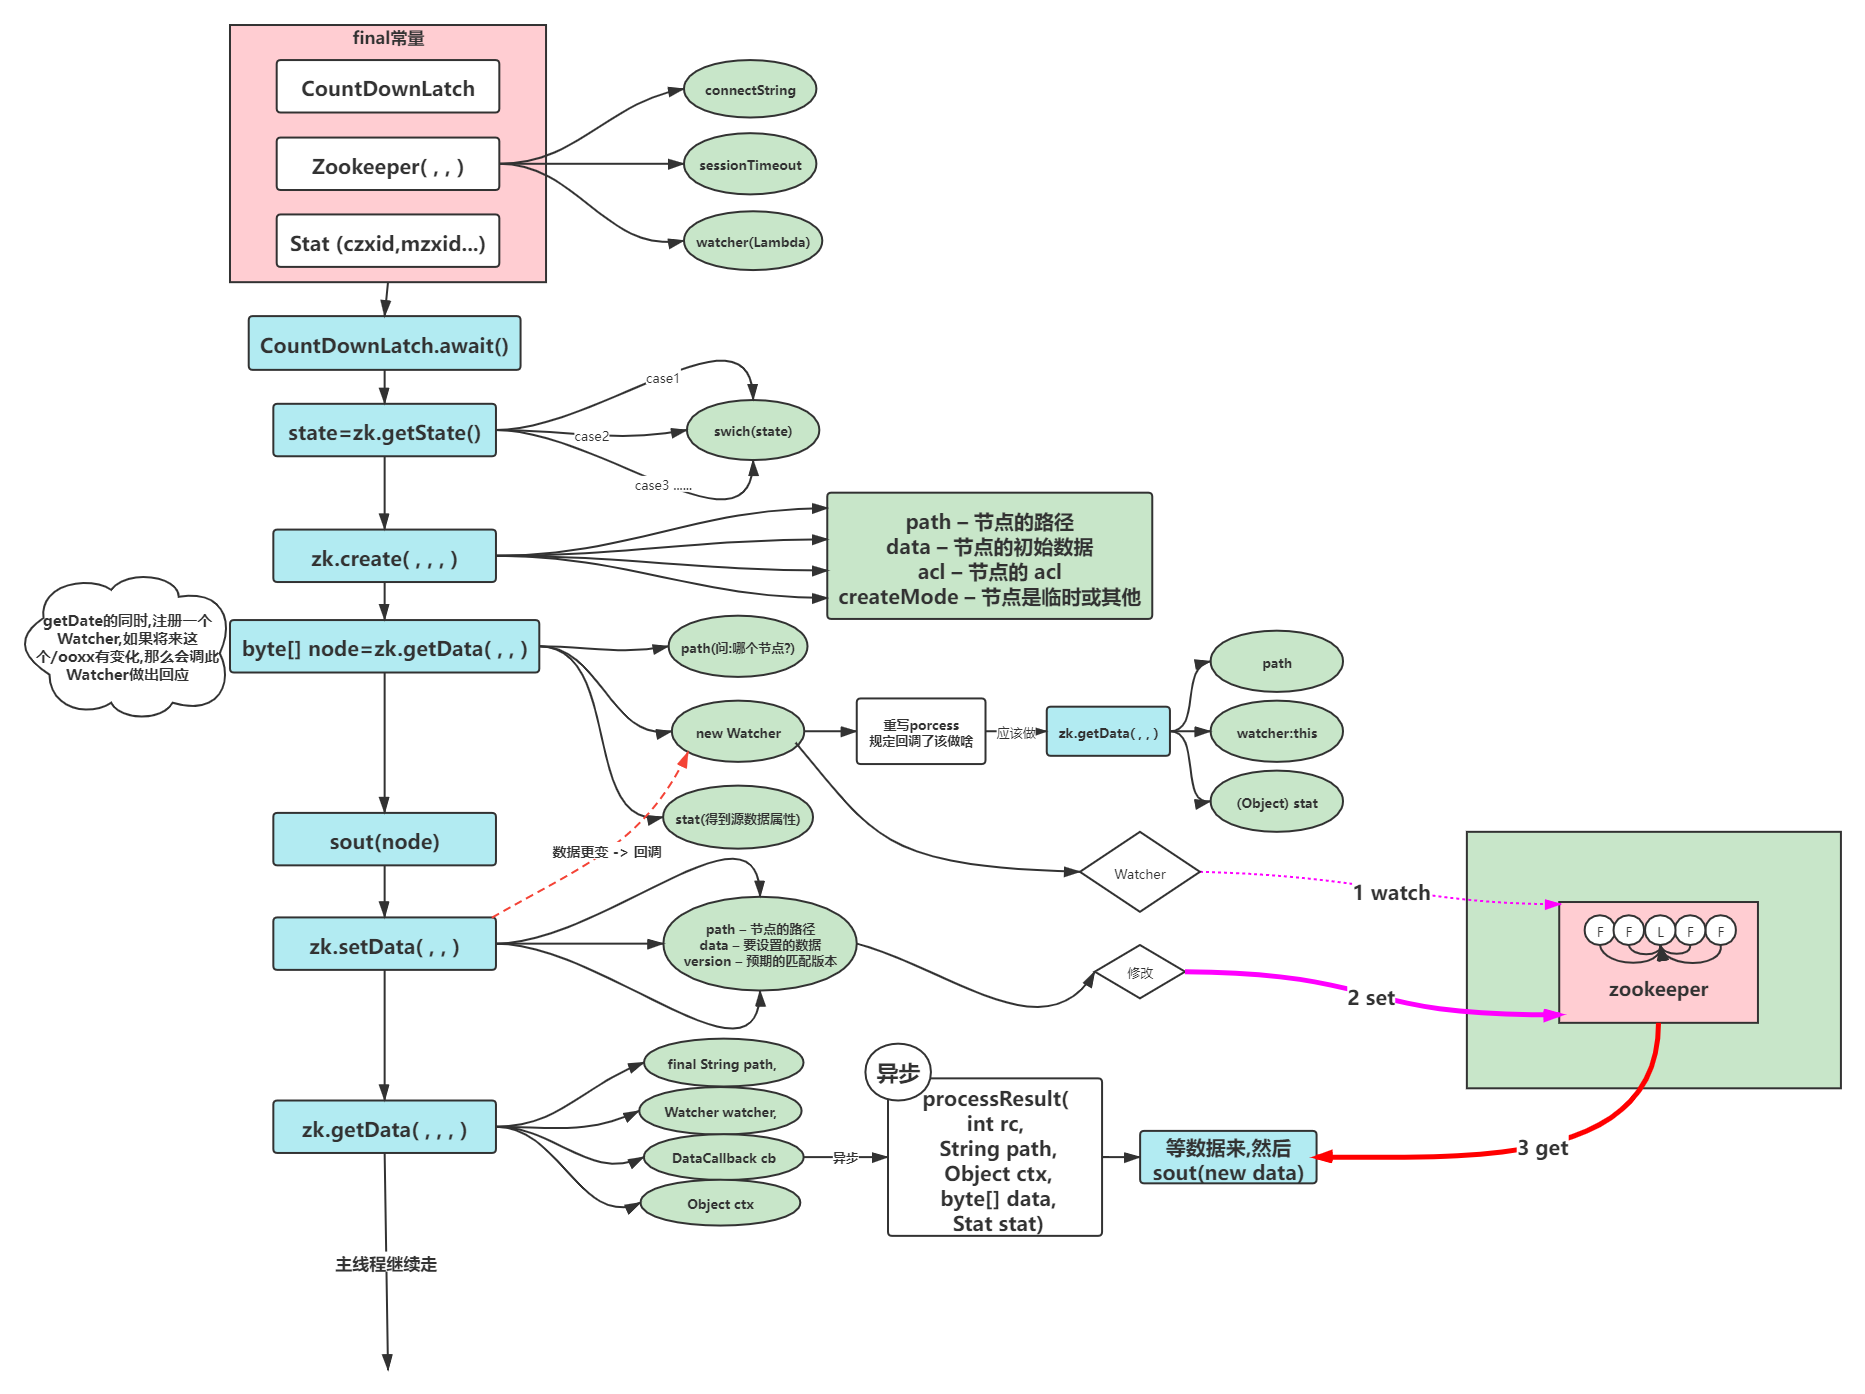 final常量
CountDownLatch
Zookeeper( , , )
Stat (czxid,mzxid...)
connectString
sessionTimeout
watcher(Lambda)
CountDownLatch.await()
state=zk.getState()
case1
case2
case3 ......
swich(state)
zk.create( , , , )
path – 节点的路径
data – 节点的初始数据
acl – 节点的 acl
createMode – 节点是临时或其他
getDate的同时,注册一个
Watcher,如果将来这
个/ooxx有变化,那么会调此
Watcher做出回应
byte[] node=zk.getData( , , )
path(问:哪个节点?)
new Watcher
stat(得到源数据属性)
重写porcess
规定回调了该做啥
应该做
zk.getData( , , )
path
watcher:this
(Object) stat
sout(node)
数据更变 -> 回调
Watcher
1 watch
zk.setData( , , )
path – 节点的路径
data – 要设置的数据
version – 预期的匹配版本
修改
2 set
F
F
L
F
F
zookeeper
zk.getData( , , , )
final String path,
Watcher watcher,
DataCallback cb
Object ctx
异步
异步
processResult(
int rc,
String path,
Object ctx,
byte[] data,
Stat stat)
等数据来,然后
sout(new data)
3 get
主线程继续走